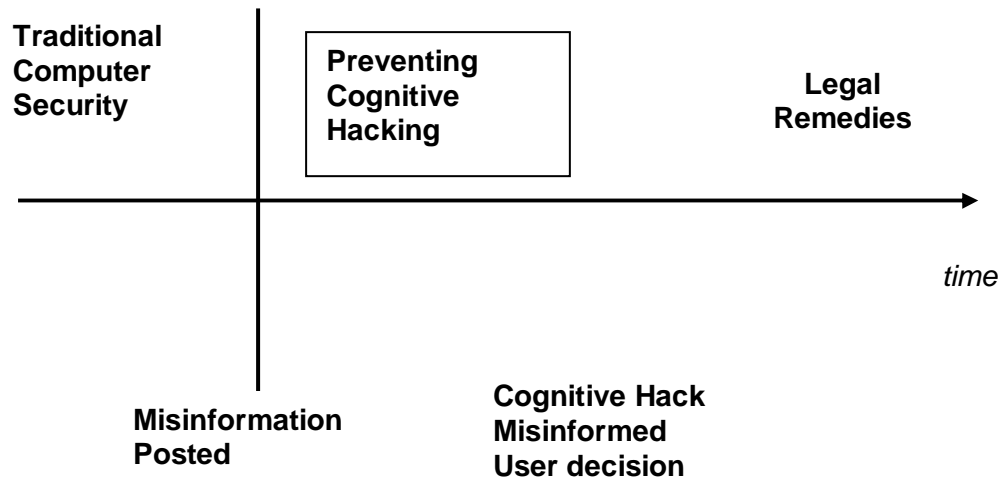 Traditional
Computer
Security
Preventing
Cognitive
Hacking
Legal
Remedies
time
Misinformation
Posted
Cognitive Hack
Misinformed
User decision